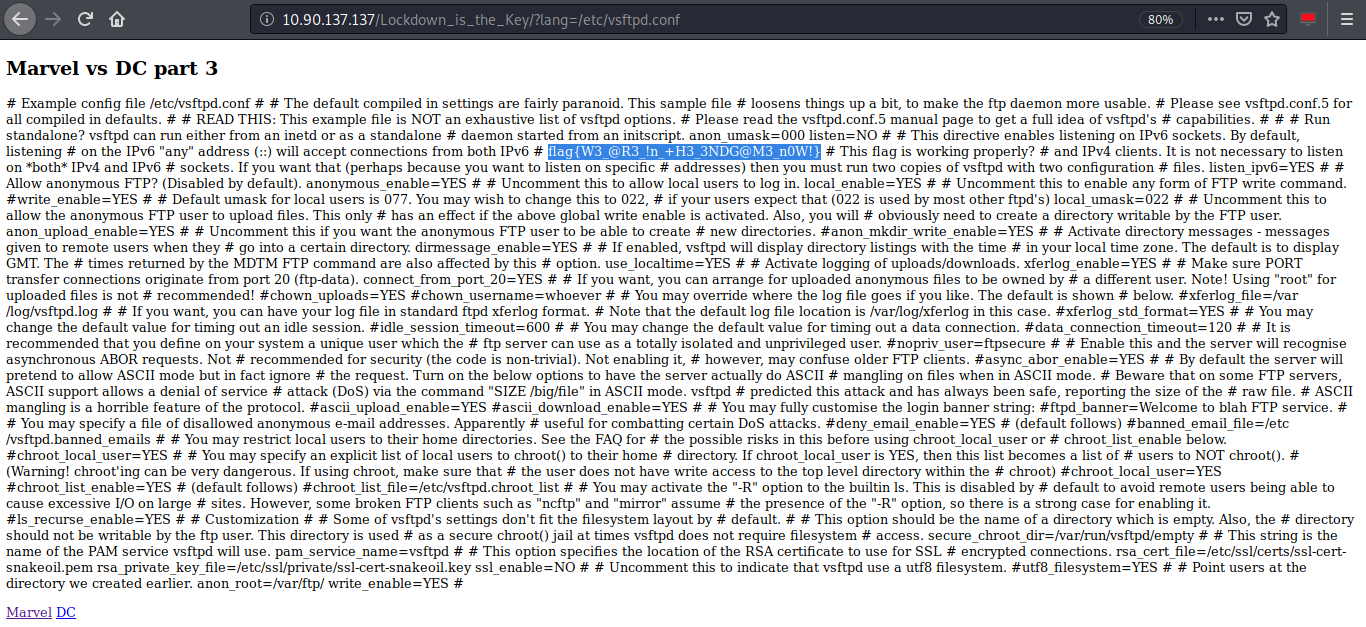 10.90.137.137/Lockdown_is_the_Key/?lang=/etc/vsftpd.conf
80%
Marvel vs DC part 3
# Example config file /etc/vsftpd.conf # # The default compiled in settings are fairly paranoid. This sample file # loosens things up a bit, to make the ftp daemon more usable. # Please see vsftpd.conf.5 for
all compiled in defaults. # # READ THIS: This example file is NOT an exhaustive list of vsftpd options. # Please read the vsftpd.conf.5 manual page to get a full idea of vsftpd's # capabilities. # # # Run
standalone? vsftpd can run either from an inetd or as a standalone # daemon started from an initscript. anon_umask=000 listen=NO # # This directive enables listening on IPv6 sockets. By default,
listening # on the IPv6 "any" address (::) will accept connections from both IPv6 # flag{W3_@R3_!n_+H3_3NDG@M3_n0W!} # This flag is working properly? # and IPv4 clients. It is not necessary to listen
on *both* IPv4 and IPv6 # sockets. If you want that (perhaps because you want to listen on specific # addresses) then you must run two copies of vsftpd with two configuration # files. listen_ipv6=YES # #
Allow anonymous FTP? (Disabled by default). anonymous_enable=YES # # Uncomment this to allow local users to log in. local_enable=YES # # Uncomment this to enable any form of FTP write command.
#write_enable=YES # # Default umask for local users is 077. You may wish to change this to 022, # if your users expect that (022 is used by most other ftpd's) local_umask=022 # # Uncomment this to
allow the anonymous FTP user to upload files. This only # has an effect if the above global write enable is activated. Also, you will # obviously need to create a directory writable by the FTP user.
anon_upload_enable=YES # # Uncomment this if you want the anonymous FTP user to be able to create # new directories. #anon_mkdir_write_enable=YES # # Activate directory messages - messages
given to remote users when they # go into a certain directory. dirmessage_enable=YES # # If enabled, vsftpd will display directory listings with the time # in your local time zone. The default is to display
GMT. The # times returned by the MDTM FTP command are also affected by this # option. use_localtime=YES # # Activate logging of uploads/downloads. xferlog_enable=YES # # Make sure PORT
transfer connections originate from port 20 (ftp-data). connect_from_port_20=YES # # If you want, you can arrange for uploaded anonymous files to be owned by # a different user. Note! Using "root" for
uploaded files is not # recommended! #chown_uploads=YES #chown_username=whoever # # You may override where the log file goes if you like. The default is shown # below. #xferlog_file=/var
/log/vsftpd.log # # If you want, you can have your log file in standard ftpd xferlog format. # Note that the default log file location is /var/log/xferlog in this case. #xferlog_std_format=YES # # You may
change the default value for timing out an idle session. #idle_session_timeout=600 # # You may change the default value for timing out a data connection. #data_connection_timeout=120 # # It is
recommended that you define on your system a unique user which the # ftp server can use as a totally isolated and unprivileged user. #nopriv_user=ftpsecure # # Enable this and the server will recognise
asynchronous ABOR requests. Not # recommended for security (the code is non-trivial). Not enabling it, # however, may confuse older FTP clients. #async_abor_enable=YES # # By default the server will
pretend to allow ASCII mode but in fact ignore # the request. Turn on the below options to have the server actually do ASCII # mangling on files when in ASCII mode. # Beware that on some FTP servers,
ASCII support allows a denial of service # attack (DoS) via the command "SIZE /big/file" in ASCII mode. vsftpd # predicted this attack and has always been safe, reporting the size of the # raw file. # ASCII
mangling is a horrible feature of the protocol. #ascii_upload_enable=YES #ascii_download_enable=YES # # You may fully customise the login banner string: #ftpd_banner=Welcome to blah FTP service. #
# You may specify a file of disallowed anonymous e-mail addresses. Apparently # useful for combatting certain DoS attacks. #deny_email_enable=YES # (default follows) #banned_email_file=/etc
/vsftpd.banned_emails # # You may restrict local users to their home directories. See the FAQ for # the possible risks in this before using chroot_local_user or # chroot_list_enable below.
#chroot_local_user=YES # # You may specify an explicit list of local users to chroot() to their home # directory. If chroot_local_user is YES, then this list becomes a list of # users to NOT chroot(). #
(Warning! chroot'ing can be very dangerous. If using chroot, make sure that # the user does not have write access to the top level directory within the # chroot) #chroot_local_user=YES
#chroot_list_enable=YES # (default follows) #chroot_list_file=/etc/vsftpd.chroot_list # # You may activate the "-R" option to the builtin ls. This is disabled by # default to avoid remote users being able to
cause excessive I/O on large # sites. However, some broken FTP clients such as "ncftp" and "mirror" assume # the presence of the "-R" option, so there is a strong case for enabling it.
#ls_recurse_enable=YES # # Customization # # Some of vsftpd's settings don't fit the filesystem layout by # default. # # This option should be the name of a directory which is empty. Also, the # directory
should not be writable by the ftp user. This directory is used # as a secure chroot() jail at times vsftpd does not require filesystem # access. secure_chroot_dir=/var/run/vsftpd/empty # # This string is the
name of the PAM service vsftpd will use. pam_service_name=vsftpd # # This option specifies the location of the RSA certificate to use for SSL # encrypted connections. rsa_cert_file=/etc/ssl/certs/ssl-cert-
snakeoil.pem rsa_private_key_file=/etc/ssl/private/ssl-cert-snakeoil.key ssl_enable=NO # # Uncomment this to indicate that vsftpd use a utf8 filesystem. #utf8_filesystem=YES # # Point users at the
directory we created earlier. anon_root=/var/ftp/ write_enable=YES #
Marvel DC